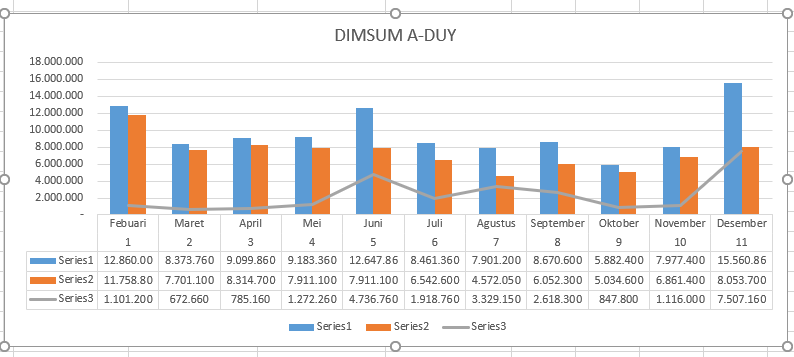 DIMSUM A-DUY
18.000.000
16.000.000
14.000.000
12.000.000
10.000.000
8.000.000
6.000.000
4.000.000
2.000.000
-
Febuari Maret April Mei Juni Juli Agustus September Oktober November Desember
1 2 3 4 5 6 7 8 9 10 11
Series1 12.860.00 8.373.760 9.099.860 9.183.360 12.647.86 8.461.360 7.901.200 8.670.600 5.882.400 7.977.400 15.560.86
Series2 11.758.80 7.701.100 8.314.700 7.911.100 7.911.100 6.542.600 4.572.050 6.052.300 5.034.600 6.861.400 8.053.700
Series3 1.101.200 672.660 785.160 1.272.260 4.736.760 1.918.760 3.329.150 2.618.300 847.800 1.116.000 7.507.160
Series1 Series2 Series3